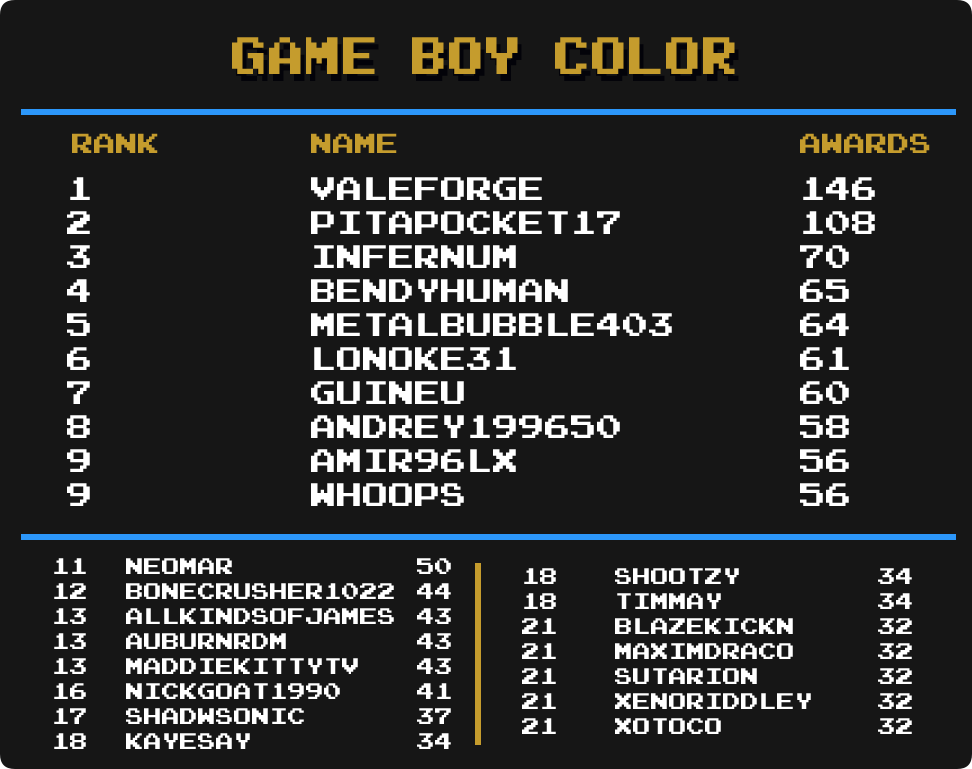 GAME BOY COLOR
RANK NAME AWARDS
1 VALEFORGE 146
2 PITAPOCKET17 108
3 INFERNUM 70
4 BENDYHUMAN 65
5 METALBUBBLE403 64
6 LONOKE31 61
7 GUINEU 60
8 ANDREY199650 58
9 AMIR96LX 56
9 WHOOPS 56
11 NEOMAR 50
12 BONECRUSHER1022 44
13 ALLKINDSOFJAMES 43
13 AUBURNRDM 43
13 MADDIEKITTYTV 43
16 NICKGOAT1990 41
17 SHADWSONIC 37
18 KAYESAY 34
18 SHOOTZY 34
18 TIMMAY 34
21 BLAZEKICKN 32
21 MAXIMDRACO 32
21 SUTARION 32
21 XENORIDDLEY 32
21 XOTOCO 32